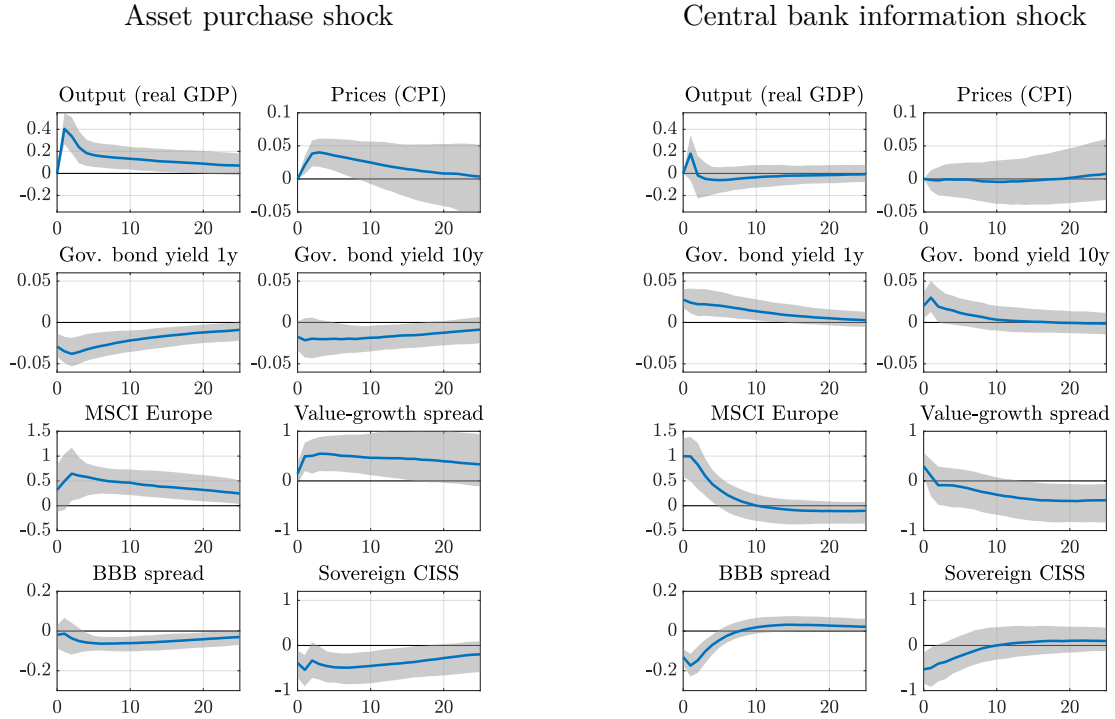 Asset purchase shock
Central bank information shock
Output (real GDP)
0.4
0.2
0
-0.2
0 10 20
Prices (CPI)
0.1
0.05
0
-0.05
0 10 20
Output (real GDP)
0.4
0.2
0
-0.2
0 10 20
Prices (CPI)
0.1
0.05
0
-0.05
0 10 20
Gov. bond yield 1y
0.05
0
-0.05
0 10 20
Gov. bond yield 10y
0.05
0
-0.05
0 10 20
Gov. bond yield 1y
0.05
0
-0.05
0 10 20
Gov. bond yield 10y
0.05
0
-0.05
0 10 20
MSCI Europe
1.5
1
0.5
0
-0.5
0 10 20
Value-growth spread
1
0
-1
0 10 20
MSCI Europe
1.5
1
0.5
0
-0.5
0 10 20
Value-growth spread
1
0
-1
0 10 20
BBB spread
0.2
0
-0.2
0 10 20
Sovereign CISS
1
0
-1
0 10 20
BBB spread
0.2
0
-0.2
0 10 20
Sovereign CISS
1
0
-1
0 10 20